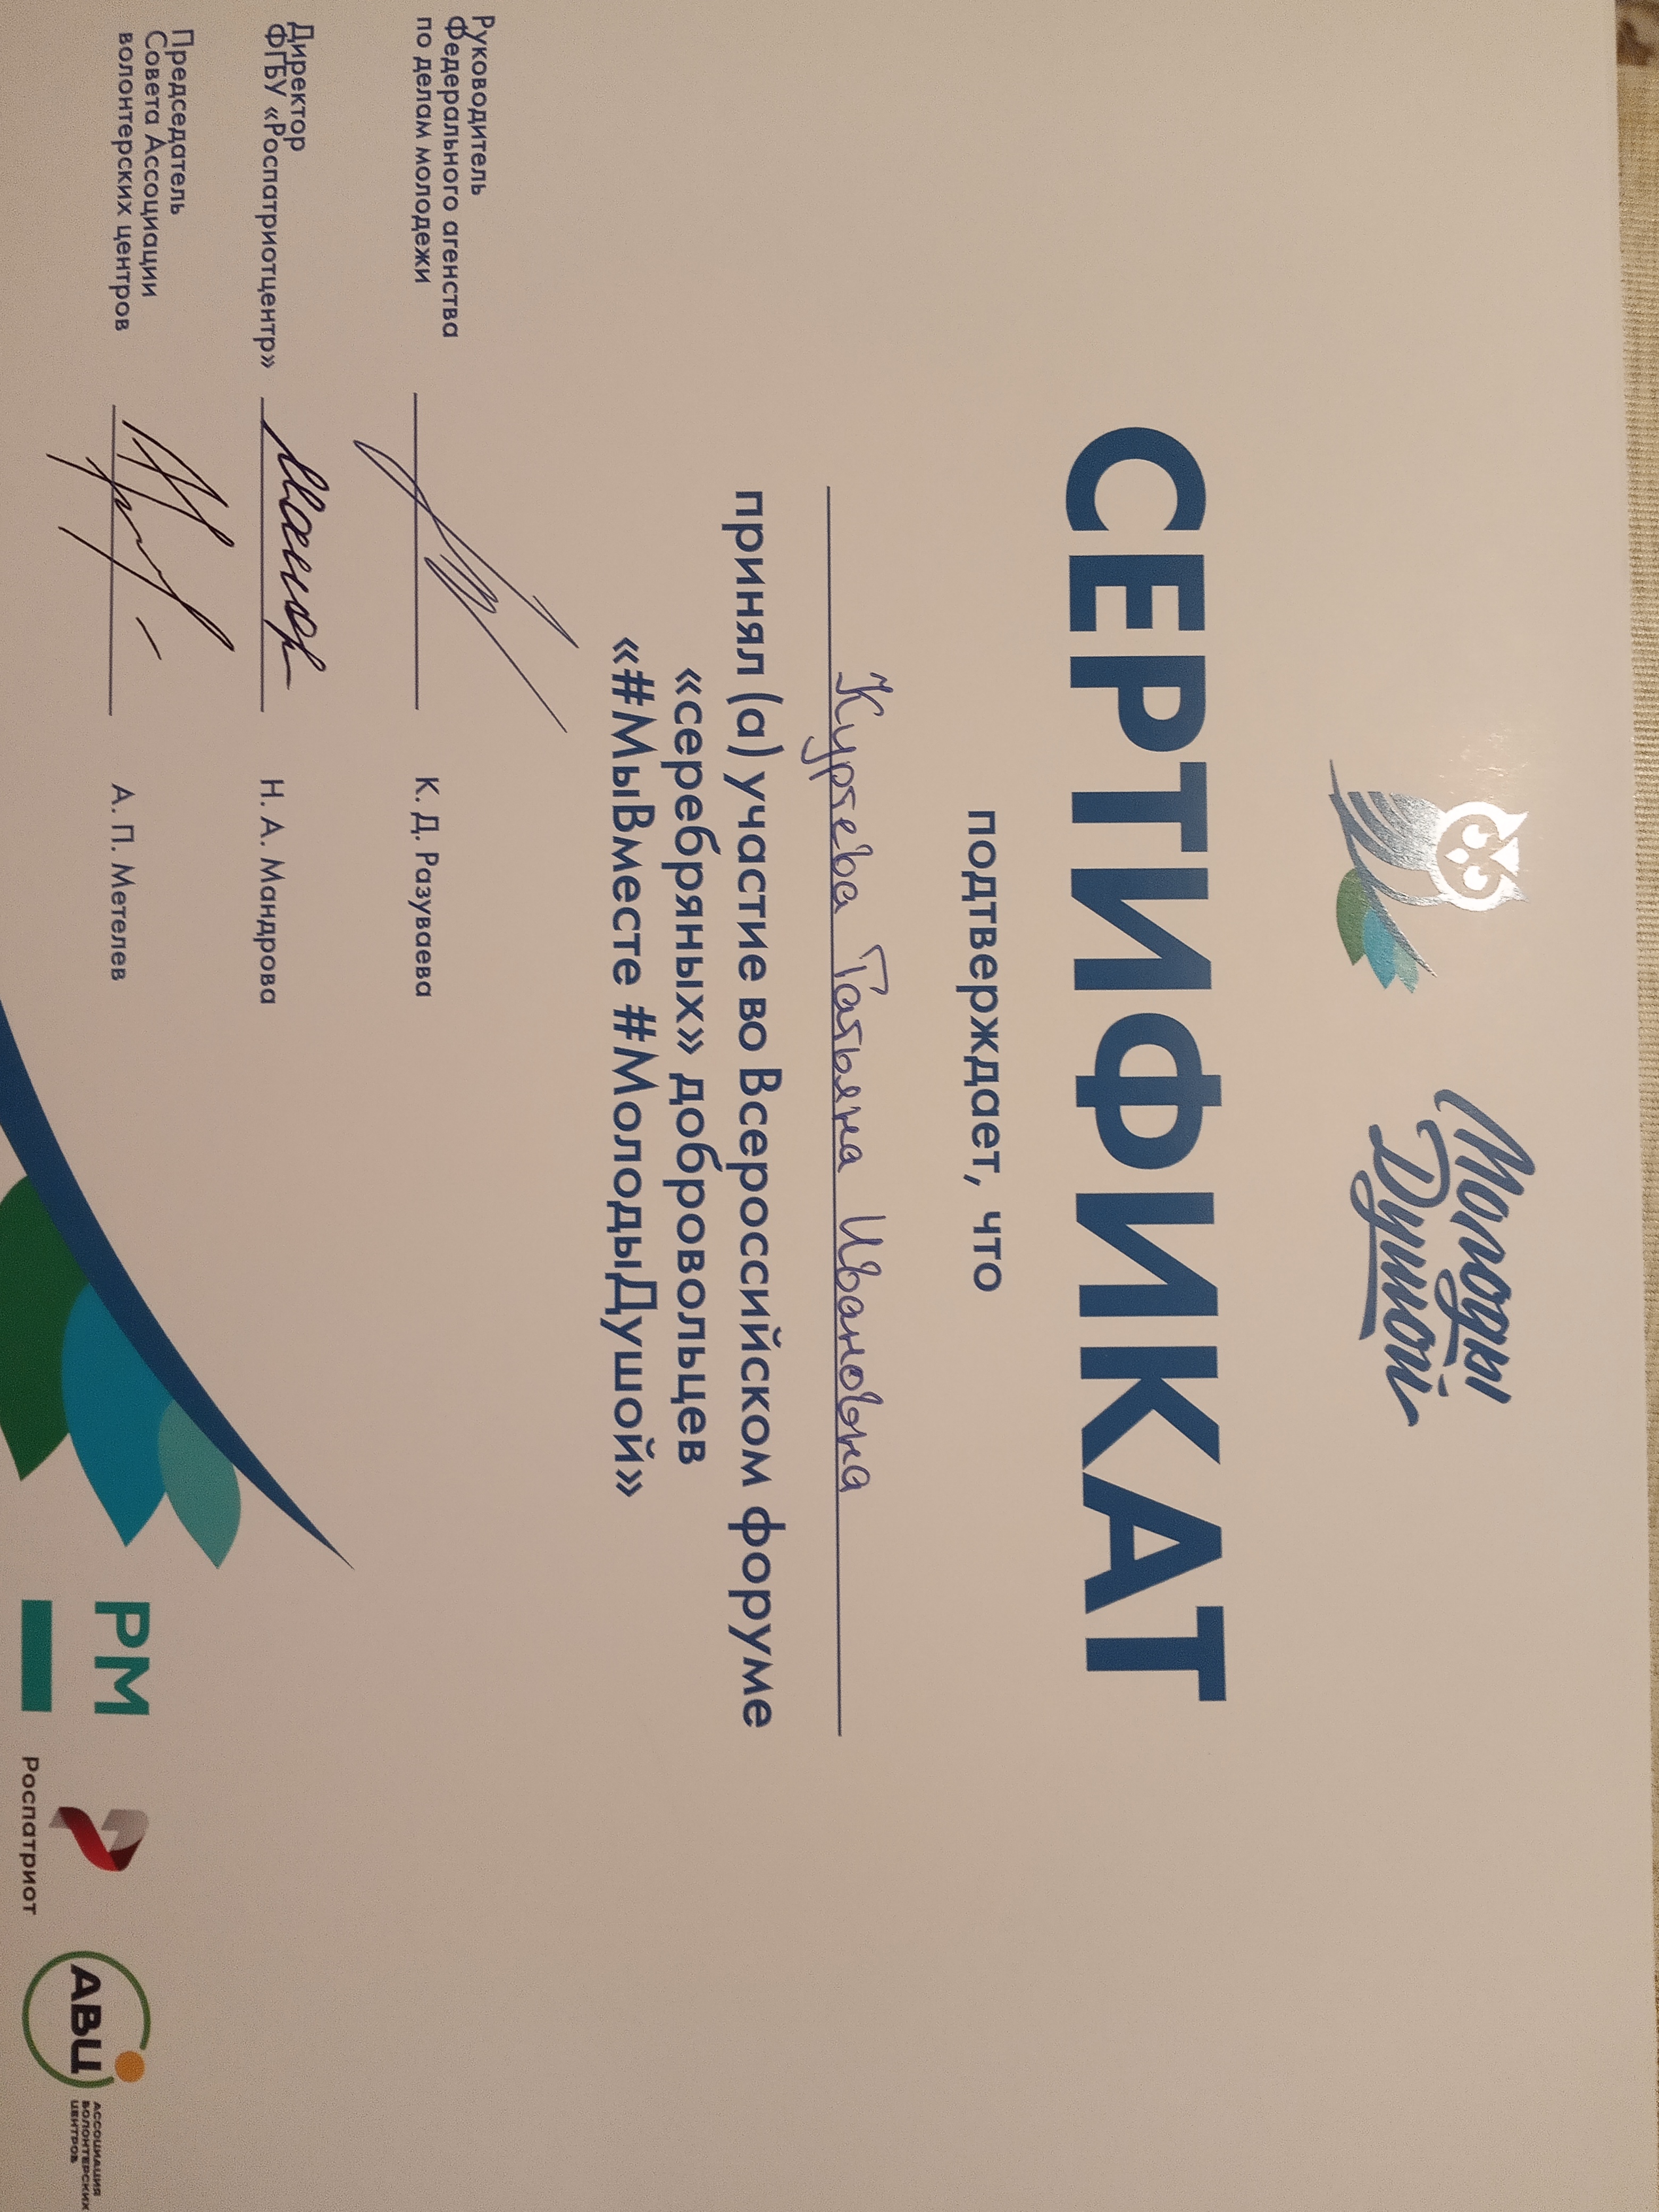 Молоды
Душой
СЕРТИФИКАТ
подтверждает, что
Татьяна Ивановна
принял (а) участие во Всероссийском форуме
«серебряных» добровольцев
«#МыВместе #МолодыДушой»
Руководитель
Федерального агенства
по делам молодежи
К. Д. Разуваева
Директор
ФГБУ «Роспатриотцентр»
Н. А. Мандрова
Председатель
Совета Ассоциации
волонтерских центров
А. П. Метелев
РМ
Роспатриот
АВЦ
АССОЦИАЦИЯ
ВОЛОНТЕРСКИХ
ЦЕНТРОВ